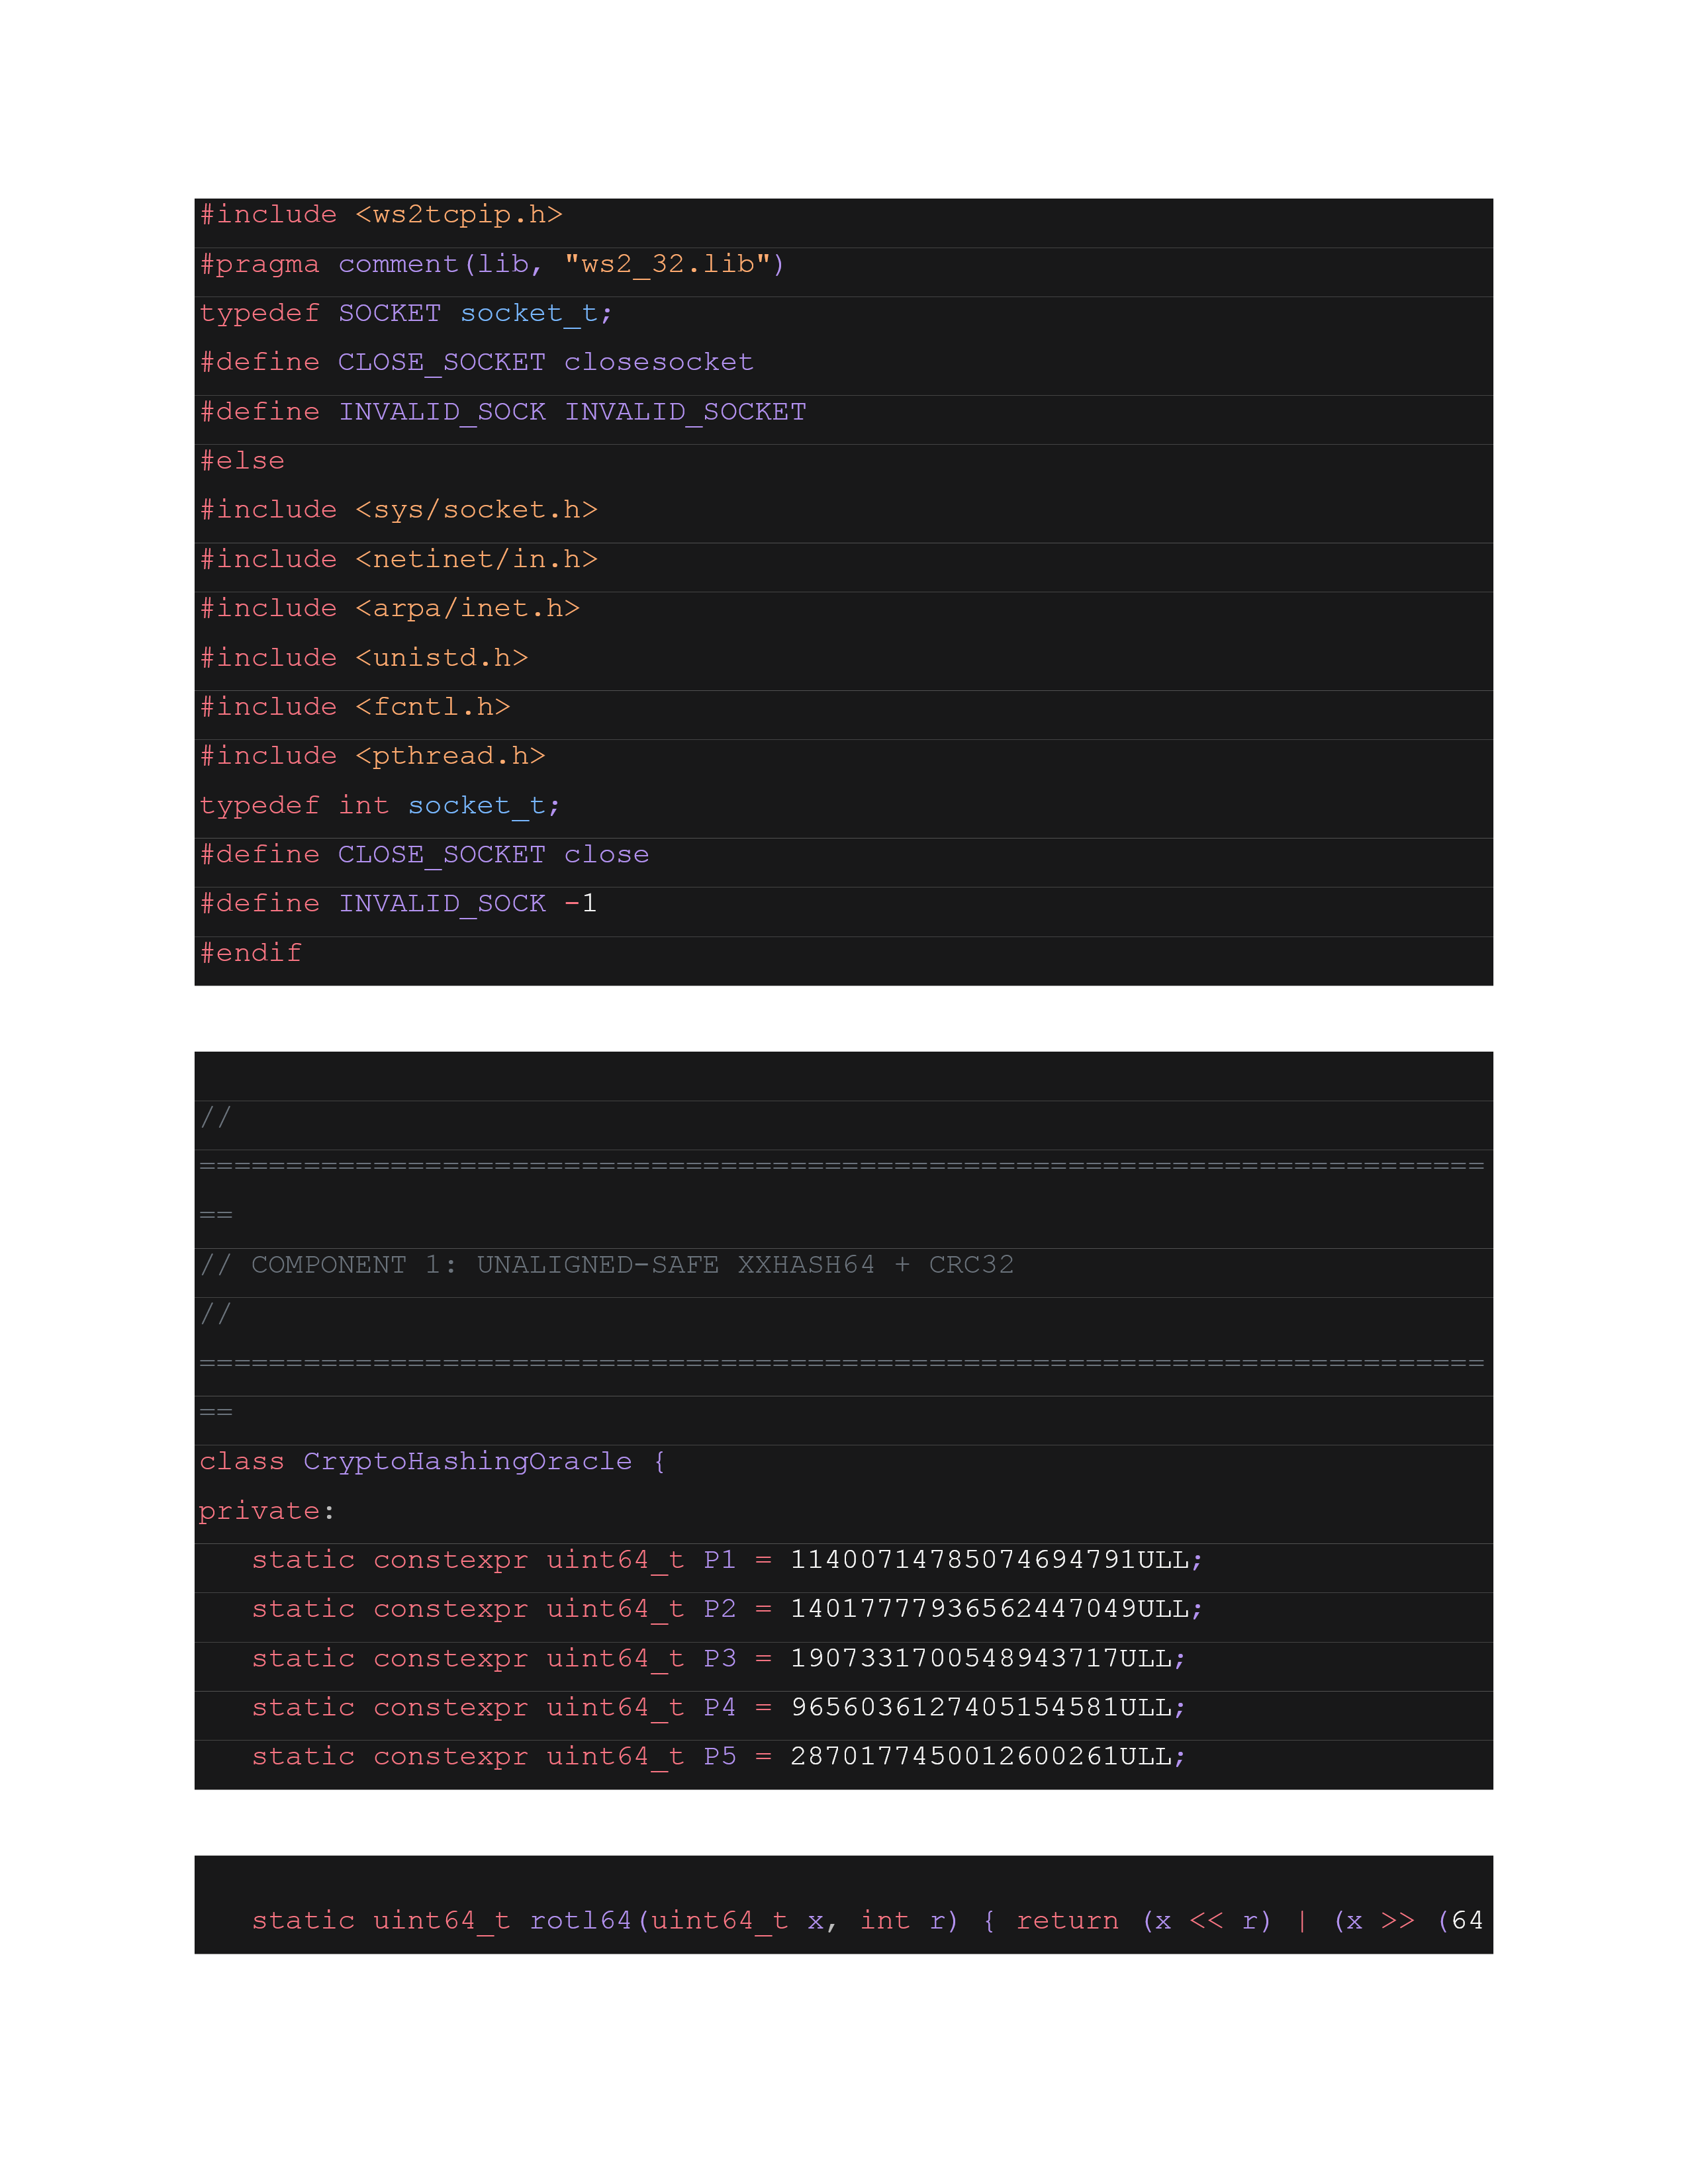 #include <ws2tcpip.h>
#pragma comment(lib, "ws2_32.lib")
typedef SOCKET socket_t;
#define CLOSE_SOCKET closesocket
#define INVALID_SOCK INVALID_SOCKET
#else
#include <sys/socket.h>
#include <netinet/in.h>
#include <arpa/inet.h>
#include <unistd.h>
#include <fcntl.h>
#include <pthread.h>
typedef int socket_t;
#define CLOSE_SOCKET close
#define INVALID_SOCK -1
#endif
//
==========================================================================
==
// COMPONENT 1: UNALIGNED-SAFE XXHASH64 + CRC32
//
==========================================================================
==
class CryptoHashingOracle {
private:
   static constexpr uint64_t P1 = 11400714785074694791ULL;
   static constexpr uint64_t P2 = 14017777936562447049ULL;
   static constexpr uint64_t P3 = 1907331700548943717ULL;
   static constexpr uint64_t P4 = 9656036127405154581ULL;
   static constexpr uint64_t P5 = 2870177450012600261ULL;
   static uint64_t rotl64(uint64_t x, int r) { return (x << r) | (x >> (64